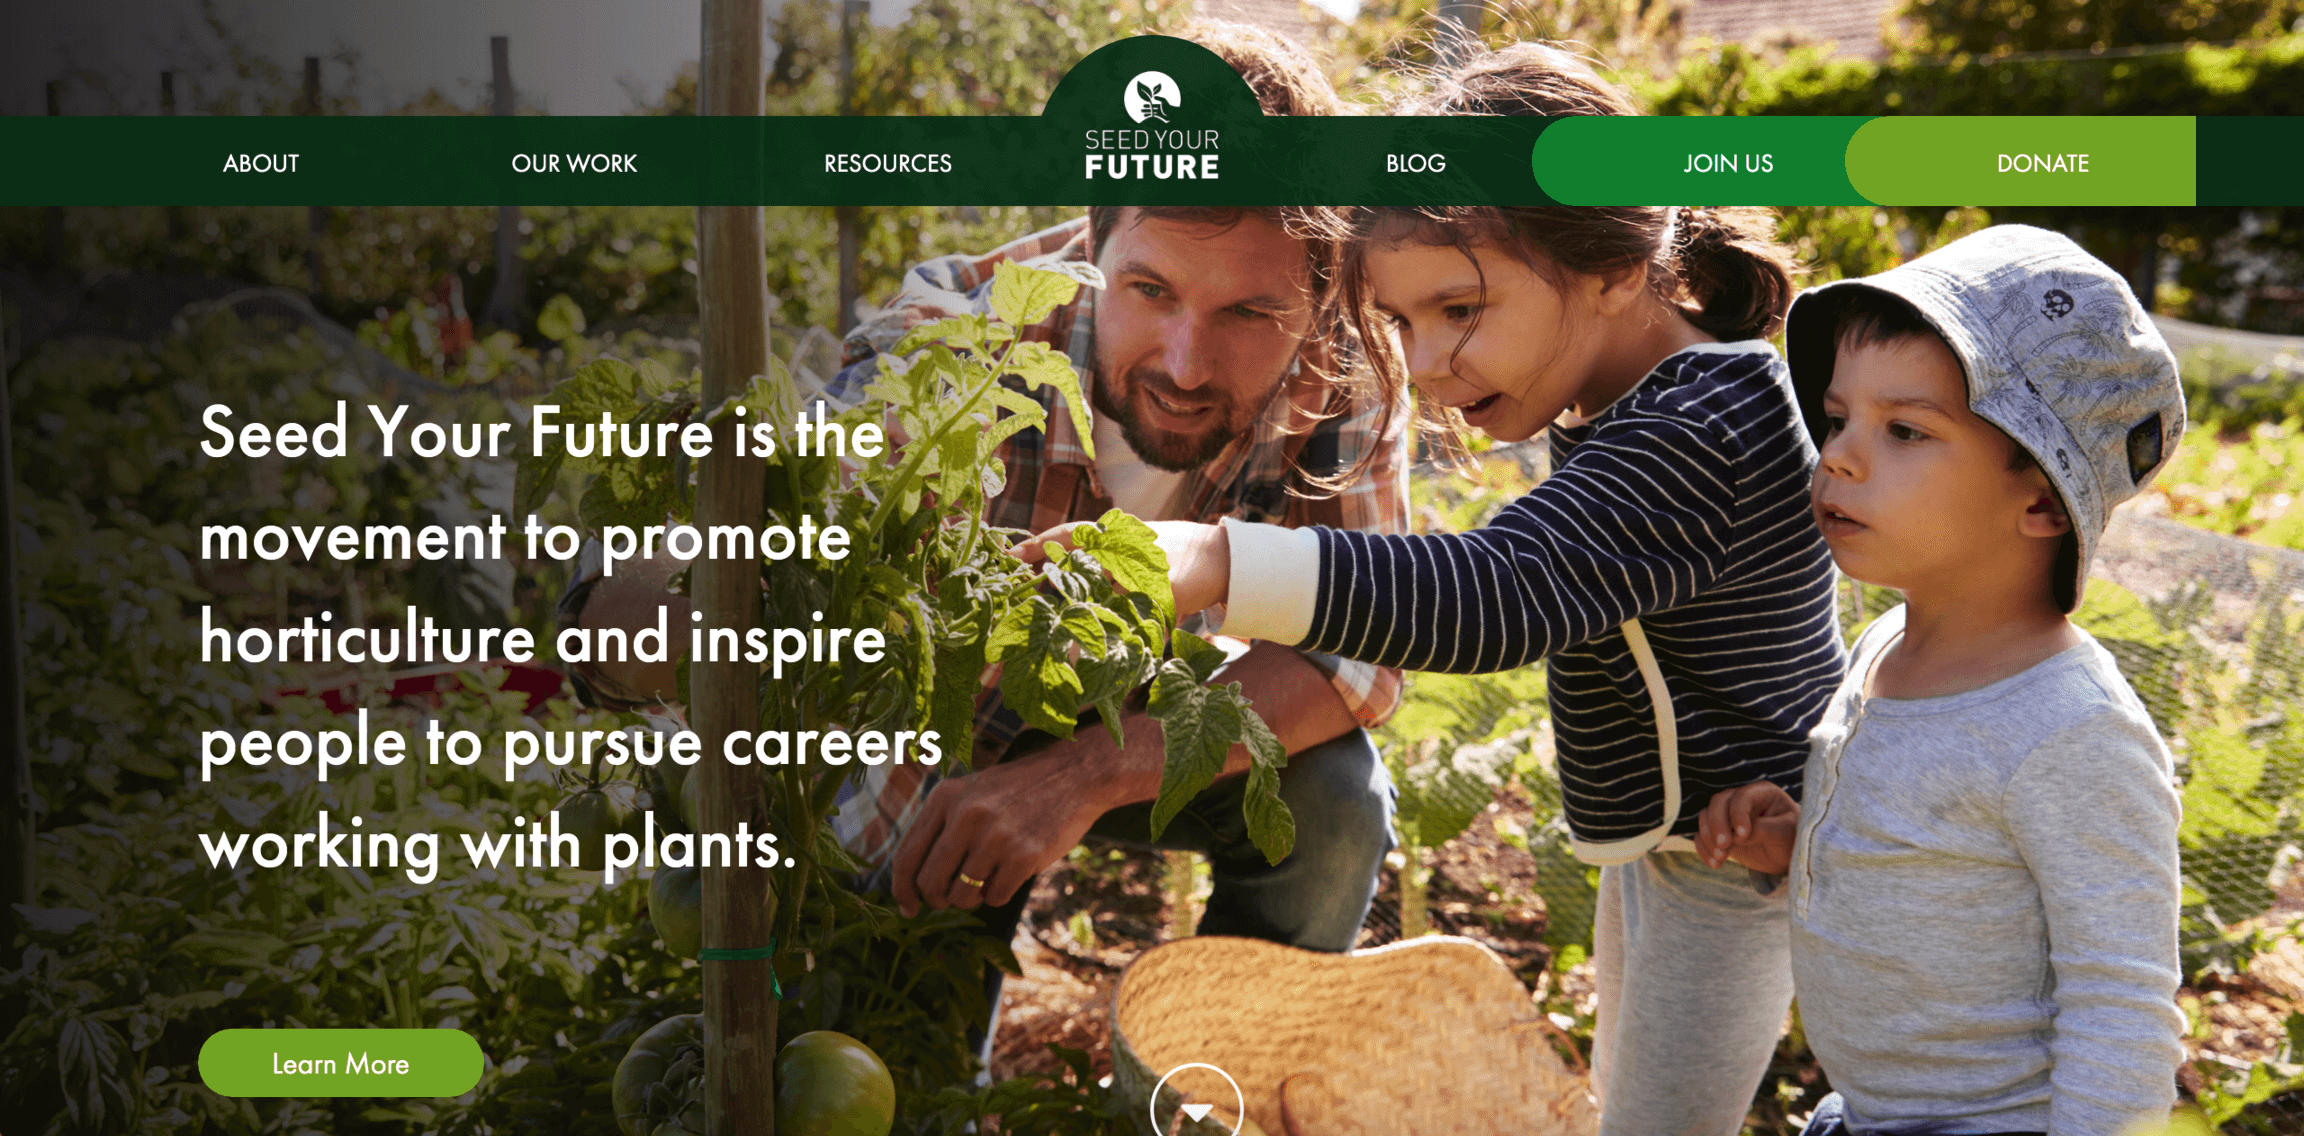 ABOUT
OUR WORK
RESOURCES
SEED YOUR
FUTURE
BLOG
JOIN US
DONATE
Seed Your Future is the
movement to promote
horticulture and inspire
people to pursue careers
working with plants.
Learn More